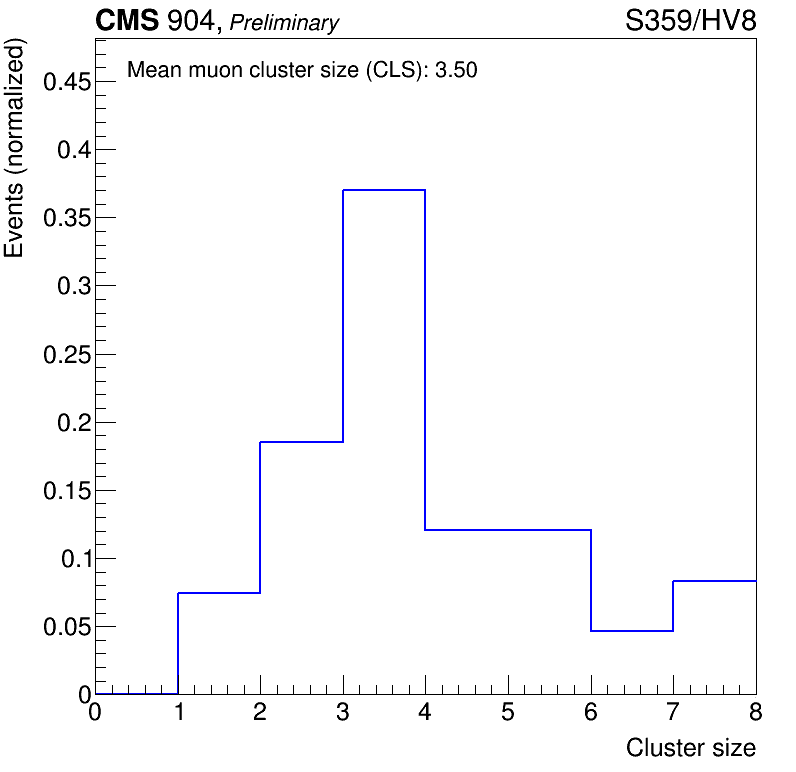 CMS 904, Preliminary S359/HV8
Mean muon cluster size (CLS): 3.50
Events (normalized)
0.45
0.4
0.35
0.3
0.25
0.2
0.15
0.1
0.05
0
0 1 2 3 4 5 6 7 8
Cluster size